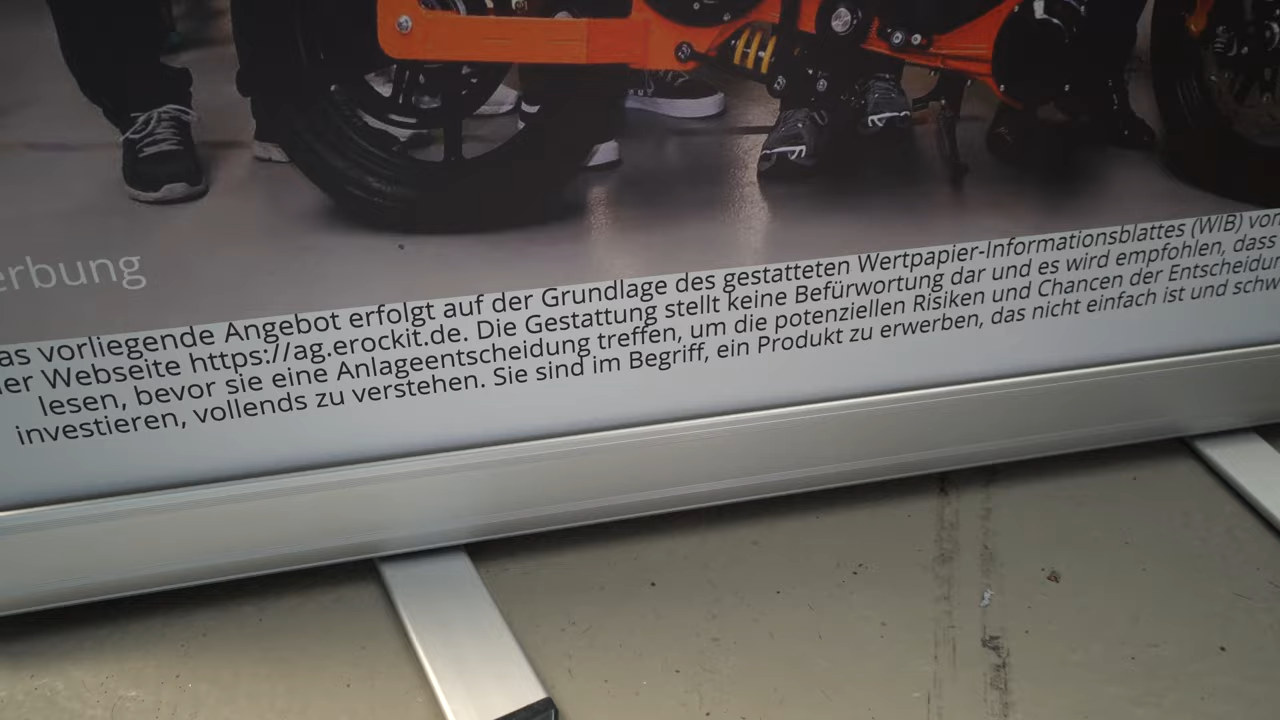 erbung
as vorliegende Angebot erfolgt auf der Grundlage des gestatteten Wertpapier-Informationsblattes (WIB) von
er Webseite https://ag.erockit.de. Die Gestattung stellt keine Befürwortung dar und es wird empfohlen, dass
lesen, bevor sie eine Anlageentscheidung treffen, um die potenziellen Risiken und Chancen der Entscheidun
investieren, vollends zu verstehen. Sie sind im Begriff, ein Produkt zu erwerben, das nicht einfach ist und schw